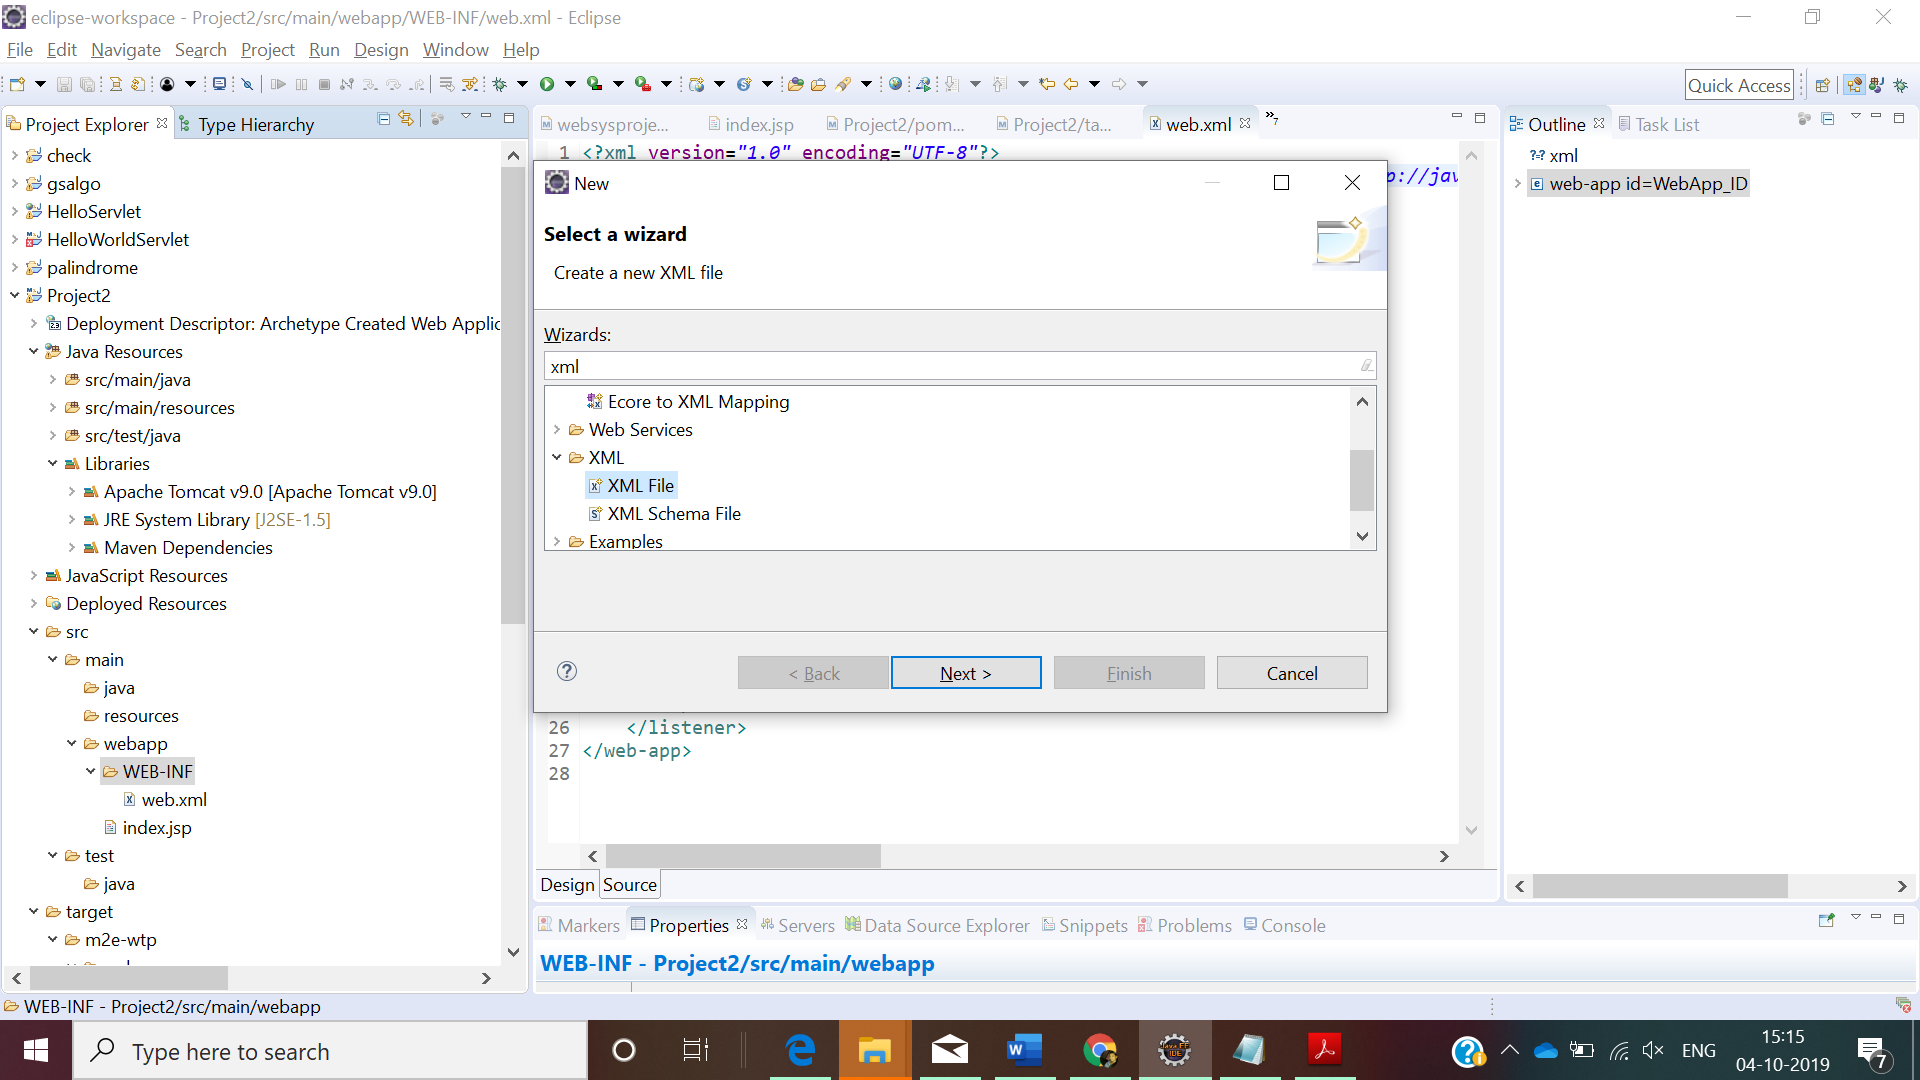 eclipse-workspace - Project2/src/main/webapp/WEB-INF/web.xml - Eclipse
File Edit Navigate Search Project Run Design Window Help
Quick Access
Project Explorer
Type Hierarchy
check
gsalgo
HelloServlet
HelloWorldServlet
palindrome
Project2
Deployment Descriptor: Archetype Created Web Applic
Java Resources
src/main/java
src/main/resources
src/test/java
Libraries
Apache Tomcat v9.0 [Apache Tomcat v9.0]
JRE System Library [J2SE-1.5]
Maven Dependencies
JavaScript Resources
Deployed Resources
src
main
java
resources
webapp
WEB-INF
web.xml
index.jsp
test
java
target
m2e-wtp
websysproje...
index.jsp
Project2/pom...
Project2/ta...
web.xml
»7
1 <?xml version="1.0" encoding="UTF-8"?>
p://jav
New
Select a wizard
Create a new XML file
Wizards:
xml
Ecore to XML Mapping
Web Services
XML
XML File
XML Schema File
Examples
< Back
Next >
Finish
Cancel
26 </listener>
27 </web-app>
28
Design Source
Outline
Task List
xml
web-app id=WebApp_ID
Markers Properties Servers Data Source Explorer Snippets Problems Console
WEB-INF - Project2/src/main/webapp
WEB-INF - Project2/src/main/webapp
Type here to search
ENG
15:15
04-10-2019
7